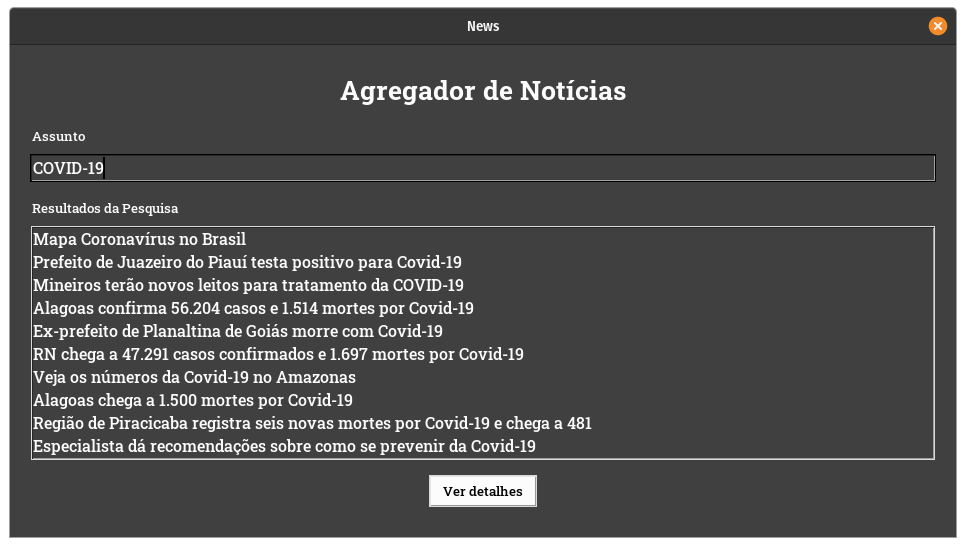 News
Agregador de Notícias
Assunto
COVID-19
Resultados da Pesquisa
Mapa Coronavírus no Brasil
Prefeito de Juazeiro do Piauí testa positivo para Covid-19
Mineiros terão novos leitos para tratamento da COVID-19
Alagoas confirma 56.204 casos e 1.514 mortes por Covid-19
Ex-prefeito de Planaltina de Goiás morre com Covid-19
RN chega a 47.291 casos confirmados e 1.697 mortes por Covid-19
Veja os números da Covid-19 no Amazonas
Alagoas chega a 1.500 mortes por Covid-19
Região de Piracicaba registra seis novas mortes por Covid-19 e chega a 481
Especialista dá recomendações sobre como se prevenir da Covid-19
Ver detalhes